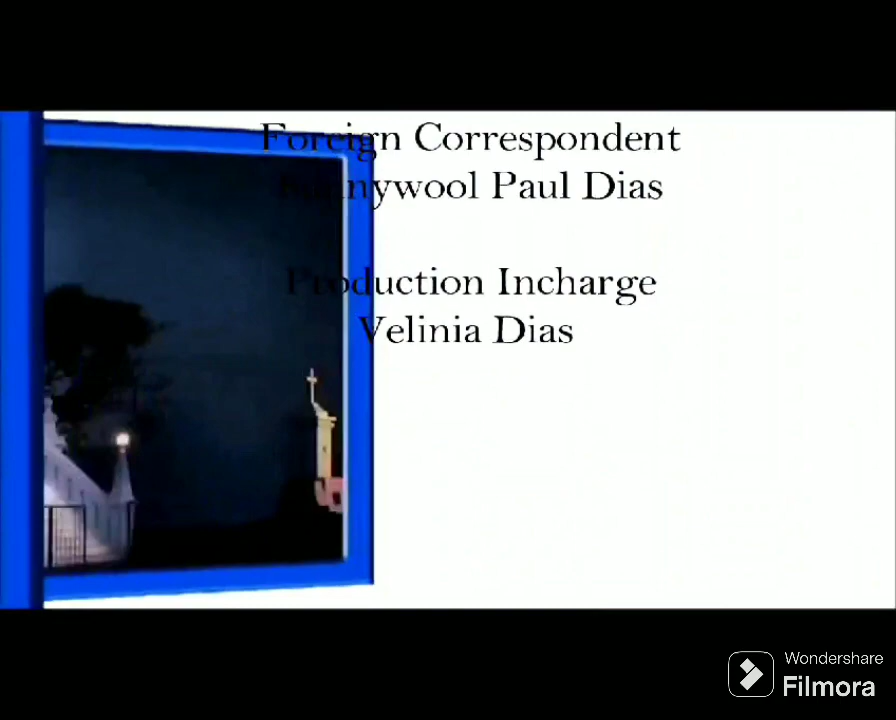 Foreign Correspondent
Paul Dias
Production Incharge
Velinia Dias
Wondershare
Filmora